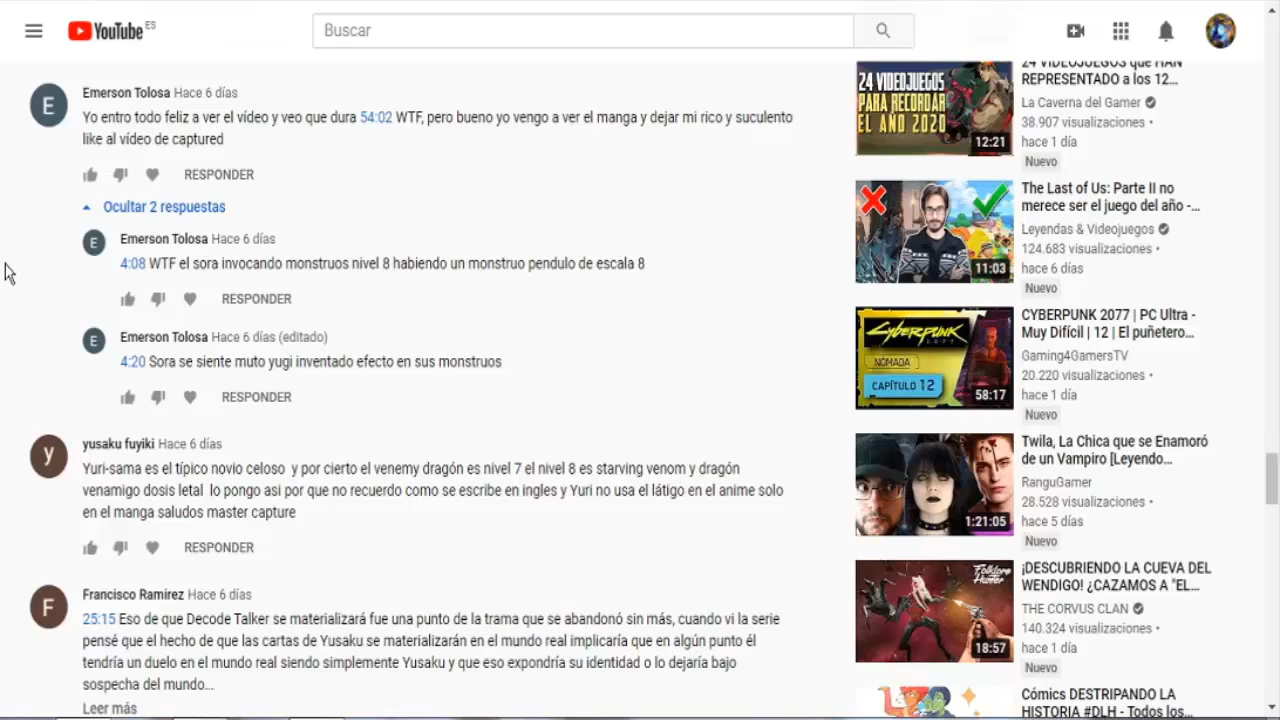 YouTube ES
Buscar
Emerson Tolosa Hace 6 días
Yo entro todo feliz a ver el vídeo y veo que dura 54:02 WTF, pero bueno yo vengo a ver el manga y dejar mi rico y suculento
like al vídeo de captured
RESPONDER
Ocultar 2 respuestas
E
E
Emerson Tolosa Hace 6 días
4:08 WTF el sora invocando monstruos nivel 8 habiendo un monstruo pendulo de escala 8
RESPONDER
E
Emerson Tolosa Hace 6 días (editado)
4:20 Sora se siente muto yugi inventado efecto en sus monstruos
RESPONDER
y
yusaku fuyiki Hace 6 días
Yuri-sama es el típico novio celoso y por cierto el venemy dragón es nivel 7 el nivel 8 es starving venom y dragón
venamigo dosis letal lo pongo asi por que no recuerdo como se escribe en ingles y Yuri no usa el látigo en el anime solo
en el manga saludos master capture
RESPONDER
F
Francisco Ramirez Hace 6 días
25:15 Eso de que Decode Talker se materializará fue una punto de la trama que se abandonó sin más, cuando vi la serie
pensé que el hecho de que las cartas de Yusaku se materializarán en el mundo real implicaría que en algún punto él
tendría un duelo en el mundo real siendo simplemente Yusaku y que eso expondría su identidad o lo dejaría bajo
sospecha del mundo...
Leer más
24 VIDEOJUEGOS
PARA RECORDAR
EL AÑO 2020
12:21
24 VIDEOJUEGOS que HAN
REPRESENTADO a los 12...
La Caverna del Gamer
38.907 visualizaciones •
hace 1 día
Nuevo
11:03
The Last of Us: Parte II no
merece ser el juego del año -...
Leyendas & Videojuegos
124.683 visualizaciones •
hace 6 días
Nuevo
CYBERPUNK 2077
NÓMADA
CAPÍTULO 12
58:17
CYBERPUNK 2077 | PC Ultra -
Muy Difícil | 12 | El puñetero...
Gaming4GamersTV
20.220 visualizaciones •
hace 1 día
Nuevo
1:21:05
Twila, La Chica que se Enamoró
de un Vampiro [Leyendo...
RanguGamer
28.528 visualizaciones •
hace 5 días
Nuevo
Folklore
Hunter
18:57
¡DESCUBRIENDO LA CUEVA DEL
WENDIGO! ¿CAZAMOS A "EL...
THE CORVUS CLAN
140.324 visualizaciones •
hace 1 día
Nuevo
Cómics DESTRIPANDO LA
HISTORIA #DLH - Todos los...